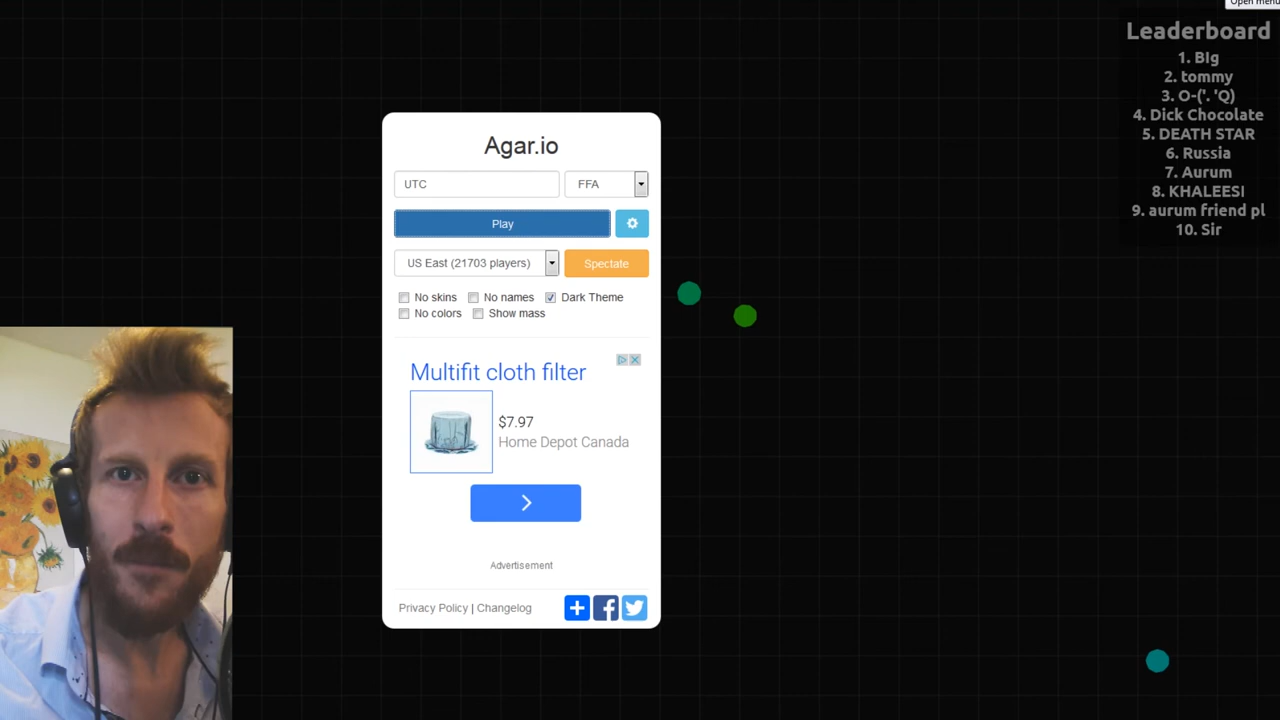 Open menu
Leaderboard
1. BIg
2. tommy
3. O-('. 'Q)
4. Dick Chocolate
5. DEATH STAR
6. Russia
7. Aurum
8. KHALEESI
9. aurum friend pl
10. Sir
Agar.io
UTC
FFA
Play
US East (21703 players)
Spectate
No skins
No names
Dark Theme
No colors
Show mass
Multifit cloth filter
$7.97
Home Depot Canada
Advertisement
Privacy Policy | Changelog